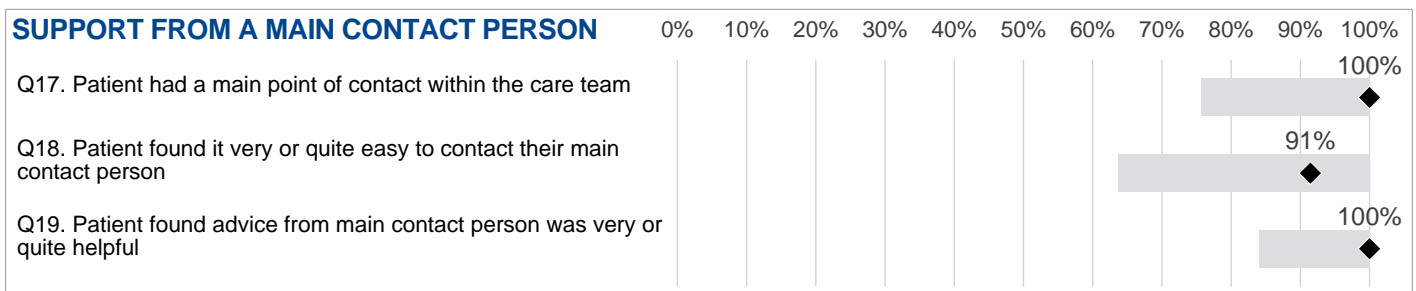 SUPPORT FROM A MAIN CONTACT PERSON 0% 10% 20% 30% 40% 50% 60% 70% 80% 90% 100%
100%
Q17. Patient had a main point of contact within the care team
91%
Q18. Patient found it very or quite easy to contact their main
contact person
100%
Q19. Patient found advice from main contact person was very or
quite helpful